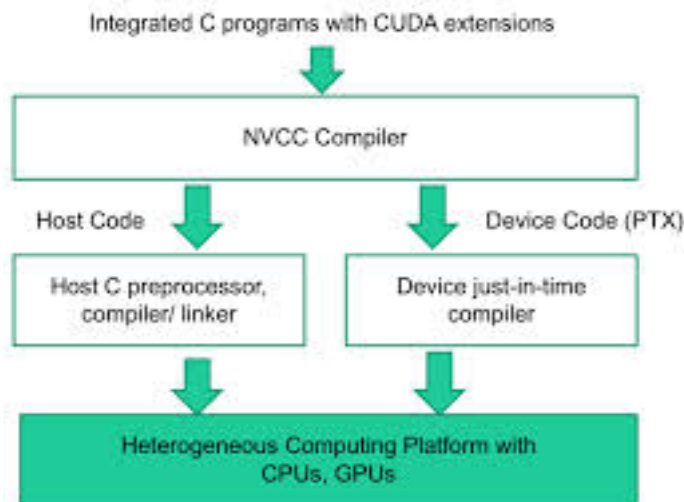 Integrated C programs with CUDA extensions
NVCC Compiler
Host Code
Device Code (PTX)
Host C preprocessor,
compiler/ linker
Device just-in-time
compiler
Heterogeneous Computing Platform with
CPUs, GPUs